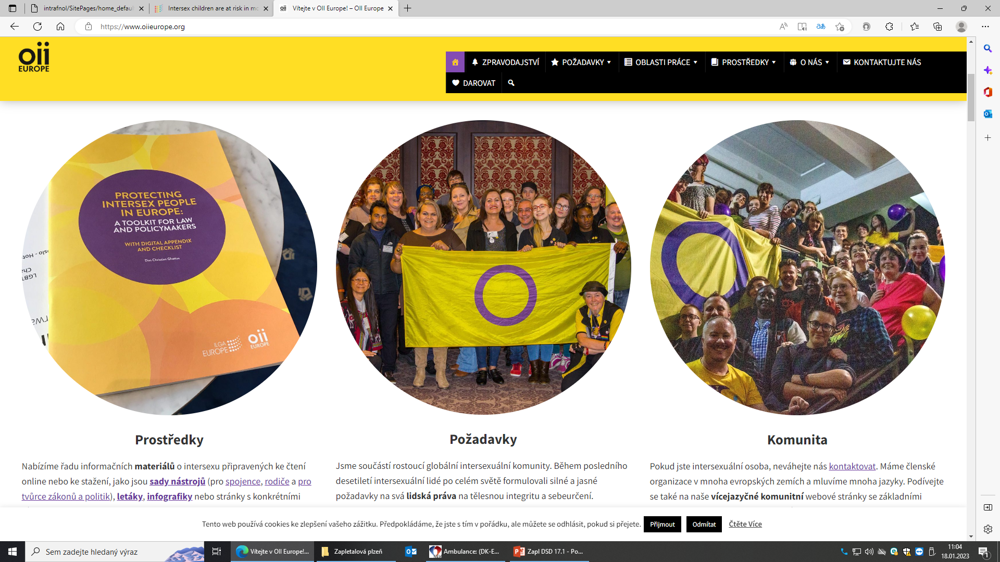 intrafnol/SitePages/home_defau
Intersex children are at risk in mo
oii
Vítejte v OII Europe! – OII Europe
https://www.oiieurope.org
oii
EUROPE
ZPRAVODAJSTVÍ
POŽADAVKY
OBLASTI PRÁCE
PROSTŘEDKY
O NÁS
KONTAKTUJTE NÁS
DAROVAT
PROTECTING
INTERSEX PEOPLE
IN EUROPE:
A TOOLKIT FOR LAW
AND POLICYMAKERS
WITH DIGITAL APPENDIX
AND CHECKLIST
Dan Christian Ghattas
ILGA
EUROPE
oii
EUROPE
Prostředky
Nabízíme řadu informačních materiálů o intersexu připravených ke čtení
online nebo ke stažení, jako jsou sady nástrojů (pro spojence, rodiče a pro
tvůrce zákonů a politik), letáky, infografiky nebo stránky s konkrétními
Požadavky
Jsme součástí rostoucí globální intersexuální komunity. Během posledního
desetiletí intersexuální lidé po celém světě formulovali silné a jasné
požadavky na svá lidská práva na tělesnou integritu a sebeurčení.
Komunita
Pokud jste intersexuální osoba, neváhejte nás kontaktovat. Máme členské
organizace v mnoha evropských zemích a mluvíme mnoha jazyky. Podívejte
se také na naše vícejazyčné komunitní webové stránky se základními
Tento web používá cookies ke zlepšení vašeho zážitku. Předpokládáme, že jste s tím v pořádku, ale můžete se odhlásit, pokud si přejete.
Přijmout
Odmítat
Čtěte Více
Sem zadejte hledaný výraz
Vítejte v OII Europe!...
Zapletalová plzeň
Ambulance: (DK-E...
Zapl DSD 17.1 - Po...
11:04
18.01.2023
1